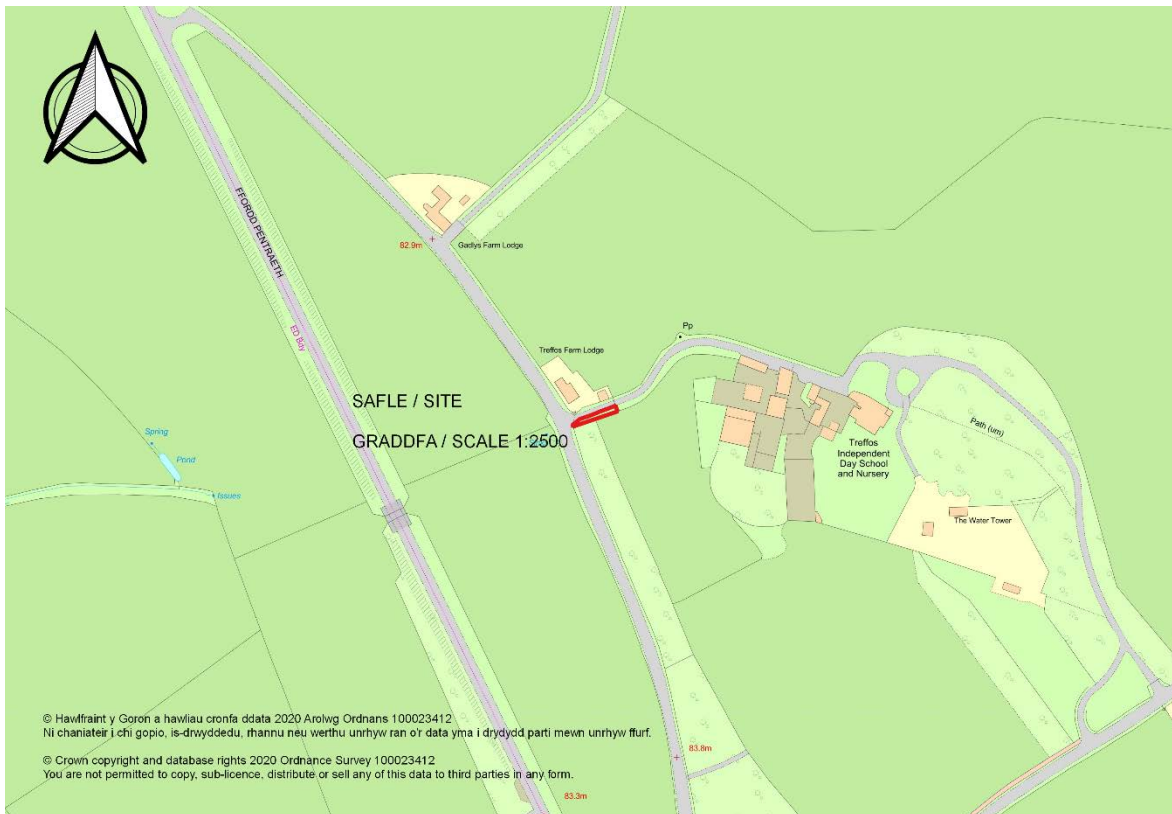 FFORDD PENTRAETH
ED Bdy
82.9m
Gadlys Farm Lodge
Pp
Treffos Farm Lodge
SAFLE / SITE
GRADDFA / SCALE 1:2500
Spring
Pond
Issues
Treffos
Independent
Day School
and Nursery
Path (um)
The Water Tower
© Hawlfraint y Goron a hawliau cronfa ddata 2020 Arolwg Ordnans 100023412
Ni chaniateir i chi gopio, is-drwyddedu, rhannu neu werthu unrhyw ran o'r data yma i drydydd parti mewn unrhyw ffurf.
© Crown copyright and database rights 2020 Ordnance Survey 100023412
You are not permitted to copy, sub-licence, distribute or sell any of this data to third parties in any form.
83.8m
83.3m